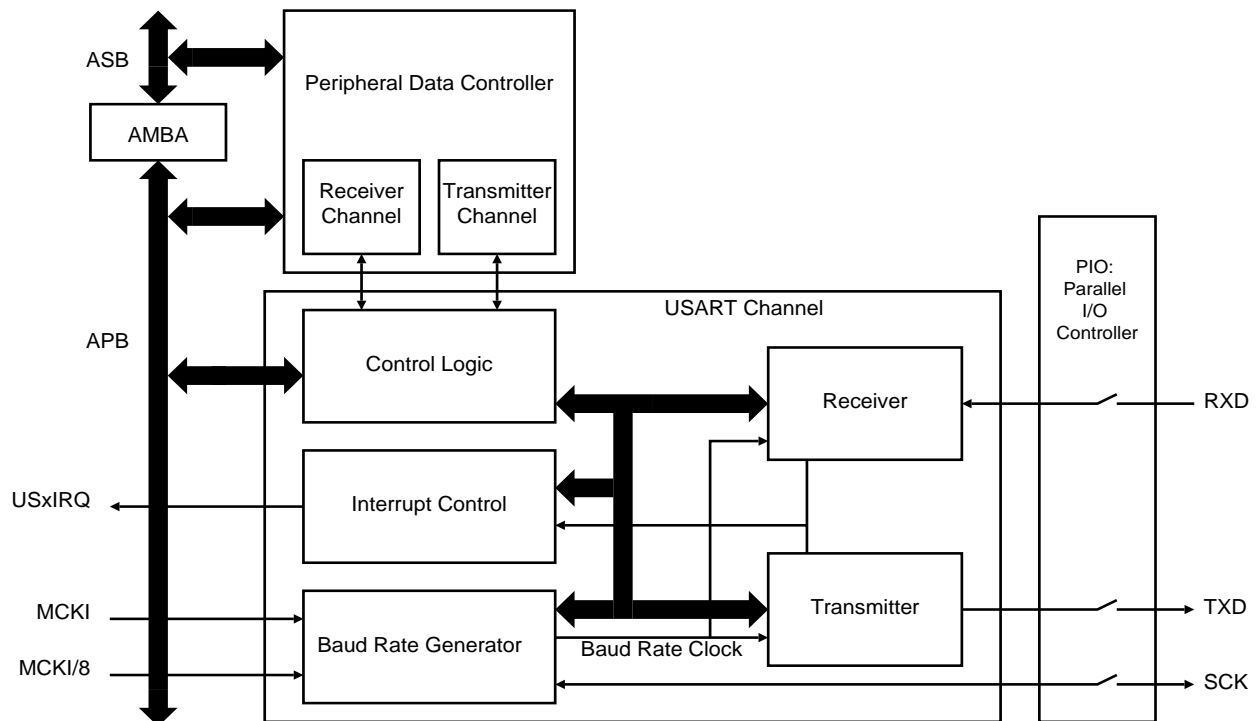 ASB
Peripheral Data Controller
AMBA
Receiver
Channel
Transmitter
Channel
PIO:
Parallel
I/O
Controller
USART Channel
APB
Control Logic
Receiver
RXD
USxIRQ
Interrupt Control
MCKI
Baud Rate Generator
Transmitter
TXD
Baud Rate Clock
MCKI/8
SCK